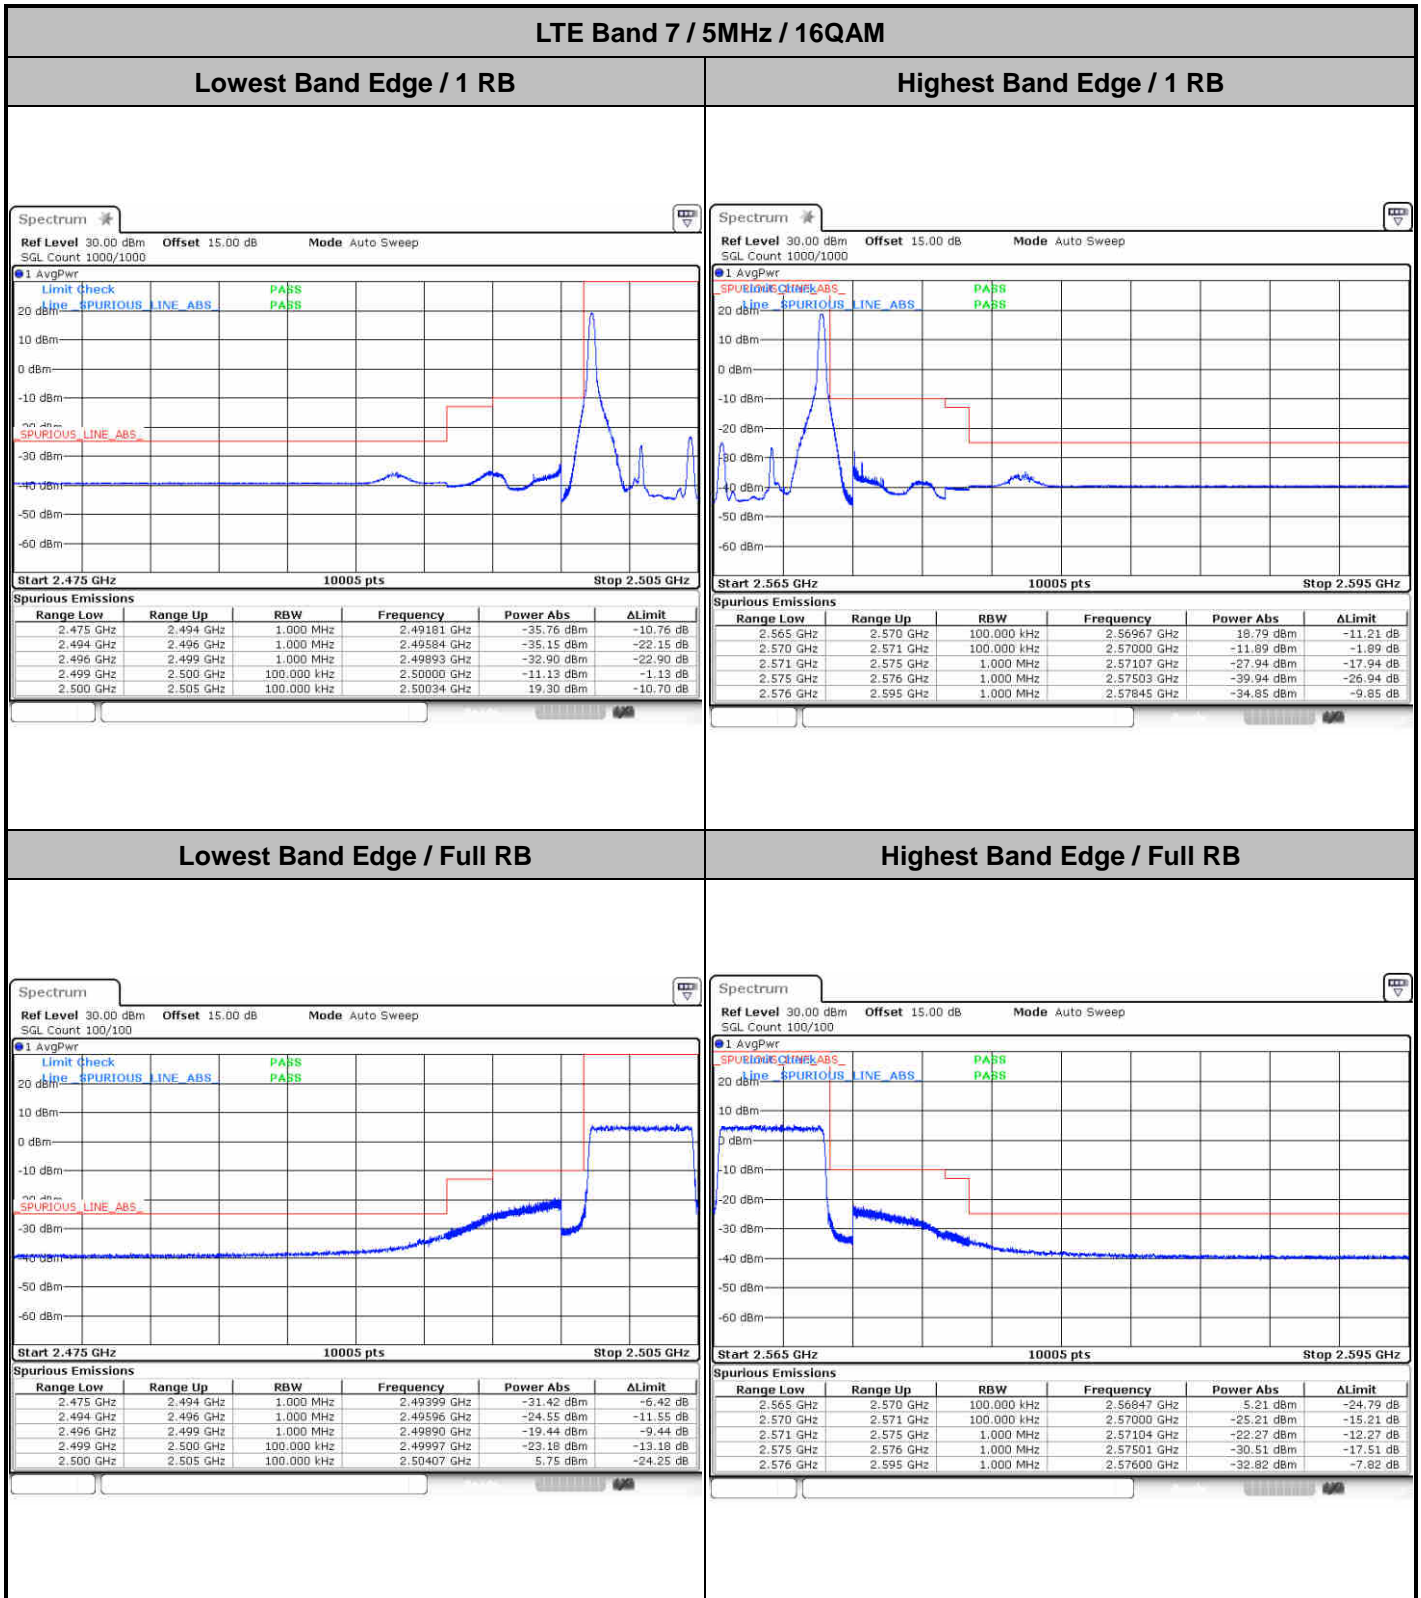 LTE Band 7 / 5MHz / 16QAM
Lowest Band Edge / 1 RB
Highest Band Edge / 1 RB
Spectrum
Ref Level 30.00 dBm Offset 15.00 dB Mode Auto Sweep
SGL Count 1000/1000
1 AvgPwr
Limit Check PASS
Line _SPURIOUS_LINE_ABS_ PASS
20 dBm
10 dBm
0 dBm
-10 dBm
-20 dBm
_SPURIOUS_LINE_ABS_
-30 dBm
-40 dBm
-50 dBm
-60 dBm
Start 2.475 GHz 10005 pts Stop 2.505 GHz
Spurious Emissions
Range Low Range Up RBW Frequency Power Abs ΔLimit
2.475 GHz 2.494 GHz 1.000 MHz 2.49181 GHz -35.76 dBm -10.76 dB
2.494 GHz 2.496 GHz 1.000 MHz 2.49584 GHz -35.15 dBm -22.15 dB
2.496 GHz 2.499 GHz 1.000 MHz 2.49893 GHz -32.90 dBm -22.90 dB
2.499 GHz 2.500 GHz 100.000 kHz 2.50000 GHz -11.13 dBm -1.13 dB
2.500 GHz 2.505 GHz 100.000 kHz 2.50034 GHz 19.30 dBm -10.70 dB
Spectrum
Ref Level 30.00 dBm Offset 15.00 dB Mode Auto Sweep
SGL Count 1000/1000
1 AvgPwr
_SPURIOUS_LINE_ABS_
Limit Check PASS
Line _SPURIOUS_LINE_ABS_ PASS
20 dBm
10 dBm
0 dBm
-10 dBm
-20 dBm
-30 dBm
-40 dBm
-50 dBm
-60 dBm
Start 2.565 GHz 10005 pts Stop 2.595 GHz
Spurious Emissions
Range Low Range Up RBW Frequency Power Abs ΔLimit
2.565 GHz 2.570 GHz 100.000 kHz 2.56967 GHz 18.79 dBm -11.21 dB
2.570 GHz 2.571 GHz 100.000 kHz 2.57000 GHz -11.89 dBm -1.89 dB
2.571 GHz 2.575 GHz 1.000 MHz 2.57107 GHz -27.94 dBm -17.94 dB
2.575 GHz 2.576 GHz 1.000 MHz 2.57503 GHz -39.94 dBm -26.94 dB
2.576 GHz 2.595 GHz 1.000 MHz 2.57845 GHz -34.85 dBm -9.85 dB
Lowest Band Edge / Full RB
Highest Band Edge / Full RB
Spectrum
Ref Level 30.00 dBm Offset 15.00 dB Mode Auto Sweep
SGL Count 100/100
1 AvgPwr
Limit Check PASS
Line _SPURIOUS_LINE_ABS_ PASS
20 dBm
10 dBm
0 dBm
-10 dBm
-20 dBm
_SPURIOUS_LINE_ABS_
-30 dBm
-40 dBm
-50 dBm
-60 dBm
Start 2.475 GHz 10005 pts Stop 2.505 GHz
Spurious Emissions
Range Low Range Up RBW Frequency Power Abs ΔLimit
2.475 GHz 2.494 GHz 1.000 MHz 2.49399 GHz -31.42 dBm -6.42 dB
2.494 GHz 2.496 GHz 1.000 MHz 2.49596 GHz -24.55 dBm -11.55 dB
2.496 GHz 2.499 GHz 1.000 MHz 2.49890 GHz -19.44 dBm -9.44 dB
2.499 GHz 2.500 GHz 100.000 kHz 2.49997 GHz -23.18 dBm -13.18 dB
2.500 GHz 2.505 GHz 100.000 kHz 2.50407 GHz 5.75 dBm -24.25 dB
Spectrum
Ref Level 30.00 dBm Offset 15.00 dB Mode Auto Sweep
SGL Count 100/100
1 AvgPwr
_SPURIOUS_LINE_ABS_
Limit Check PASS
Line _SPURIOUS_LINE_ABS_ PASS
20 dBm
10 dBm
0 dBm
-10 dBm
-20 dBm
-30 dBm
-40 dBm
-50 dBm
-60 dBm
Start 2.565 GHz 10005 pts Stop 2.595 GHz
Spurious Emissions
Range Low Range Up RBW Frequency Power Abs ΔLimit
2.565 GHz 2.570 GHz 100.000 kHz 2.56847 GHz 5.21 dBm -24.79 dB
2.570 GHz 2.571 GHz 100.000 kHz 2.57000 GHz -25.21 dBm -15.21 dB
2.571 GHz 2.575 GHz 1.000 MHz 2.57104 GHz -22.27 dBm -12.27 dB
2.575 GHz 2.576 GHz 1.000 MHz 2.57501 GHz -30.51 dBm -17.51 dB
2.576 GHz 2.595 GHz 1.000 MHz 2.57600 GHz -32.82 dBm -7.82 dB